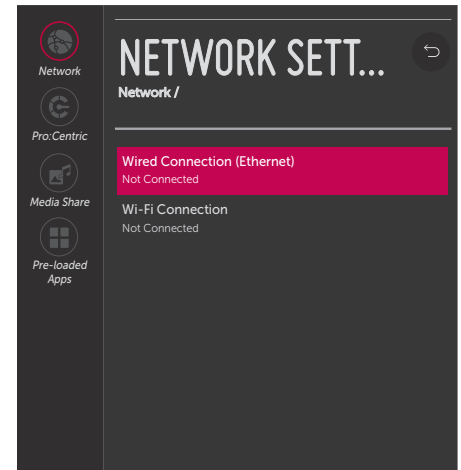 Network
Pro:Centric
Media Share
Pre-loaded
Apps
NETWORK SETT...
Network /
Wired Connection (Ethernet)
Not Connected
Wi-Fi Connection
Not Connected